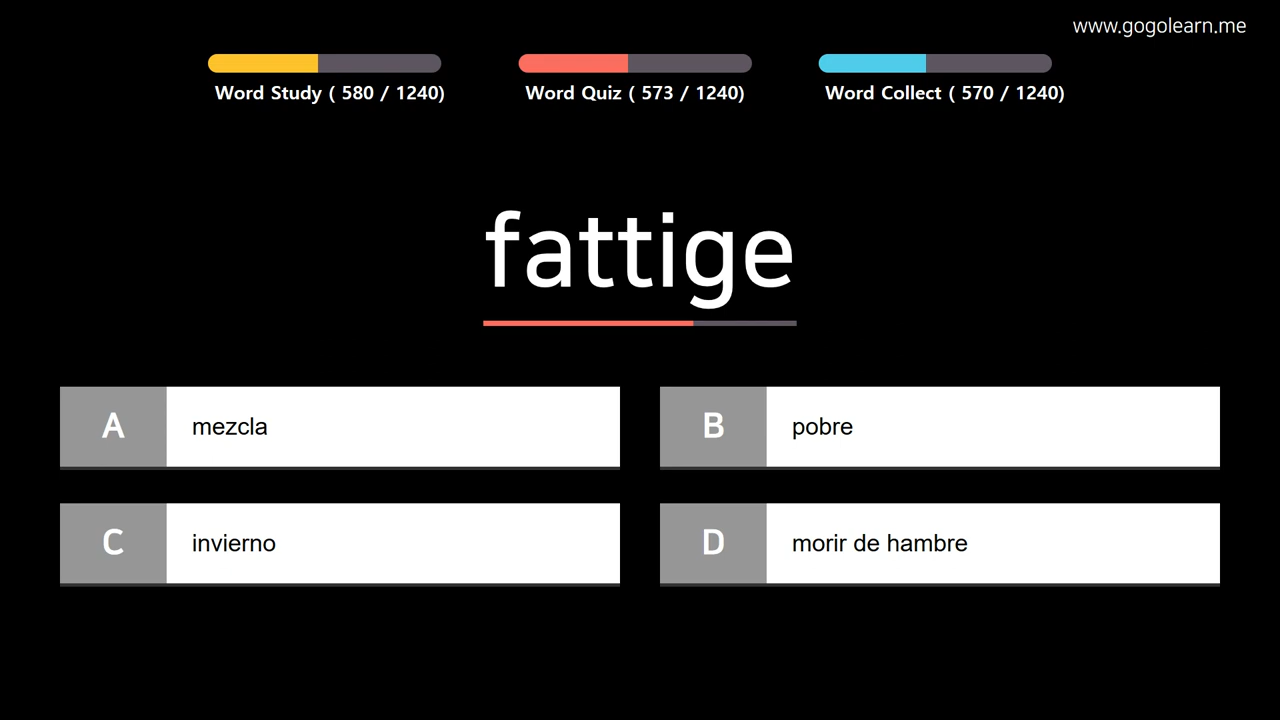 www.gogolearn.me
Word Study ( 580 / 1240)
Word Quiz ( 573 / 1240)
Word Collect ( 570 / 1240)
fattige
A mezcla
B pobre
C invierno
D morir de hambre